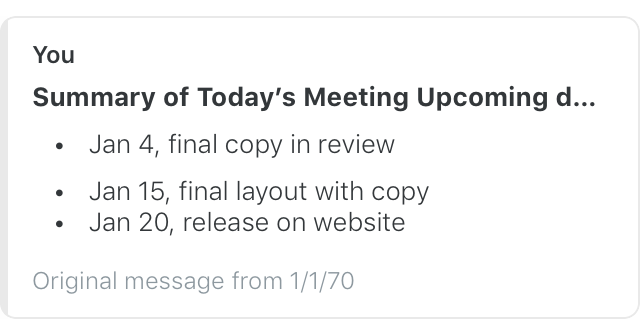 You
Summary of Today’s Meeting Upcoming d...
• Jan 4, final copy in review
• Jan 15, final layout with copy
• Jan 20, release on website
Original message from 1/1/70